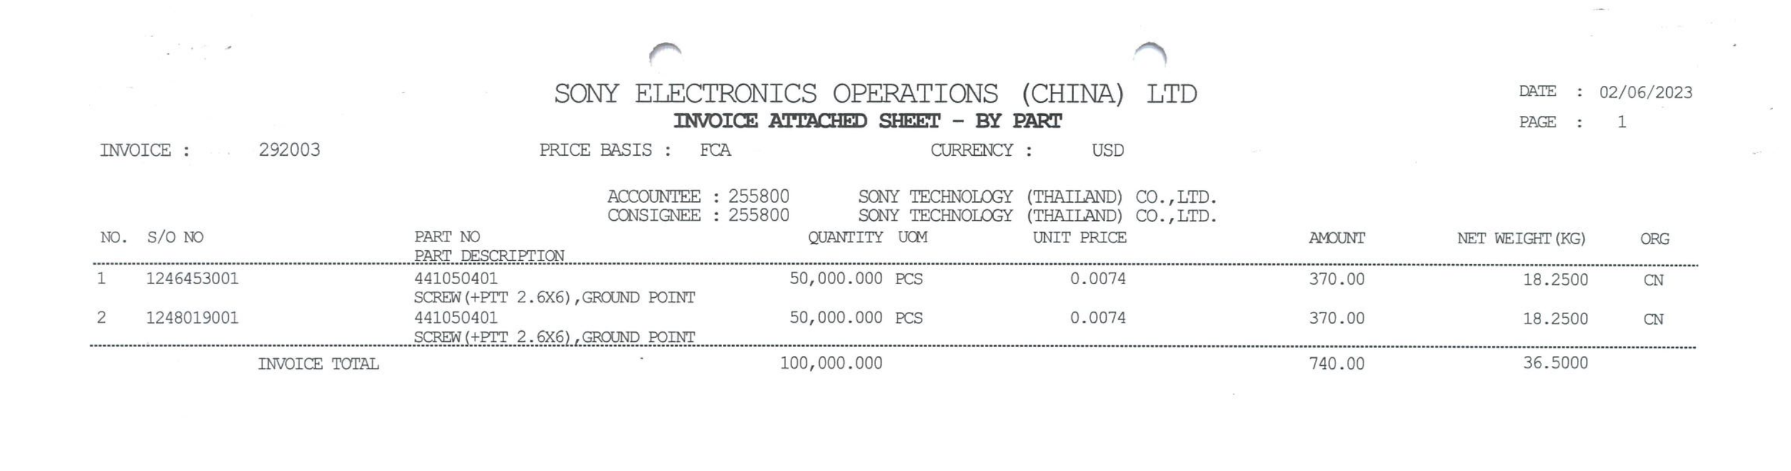 SONY ELECTRONICS OPERATIONS (CHINA) LTD DATE : 02/06/2023
INVOICE ATTACHED SHEET - BY PART PAGE : 1
INVOICE : 292003 PRICE BASIS : FCA CURRENCY : USD
ACCOUNTEE : 255800 SONY TECHNOLOGY (THAILAND) CO.,LTD.
CONSIGNEE : 255800 SONY TECHNOLOGY (THAILAND) CO.,LTD.
NO. S/O NO PART NO QUANTITY UOM UNIT PRICE AMOUNT NET WEIGHT(KG) ORG
PART DESCRIPTION
1 1246453001 441050401 50,000.000 PCS 0.0074 370.00 18.2500 CN
SCREW(+PTT 2.6X6),GROUND POINT
2 1248019001 441050401 50,000.000 PCS 0.0074 370.00 18.2500 CN
SCREW(+PTT 2.6X6),GROUND POINT
INVOICE TOTAL 100,000.000 740.00 36.5000